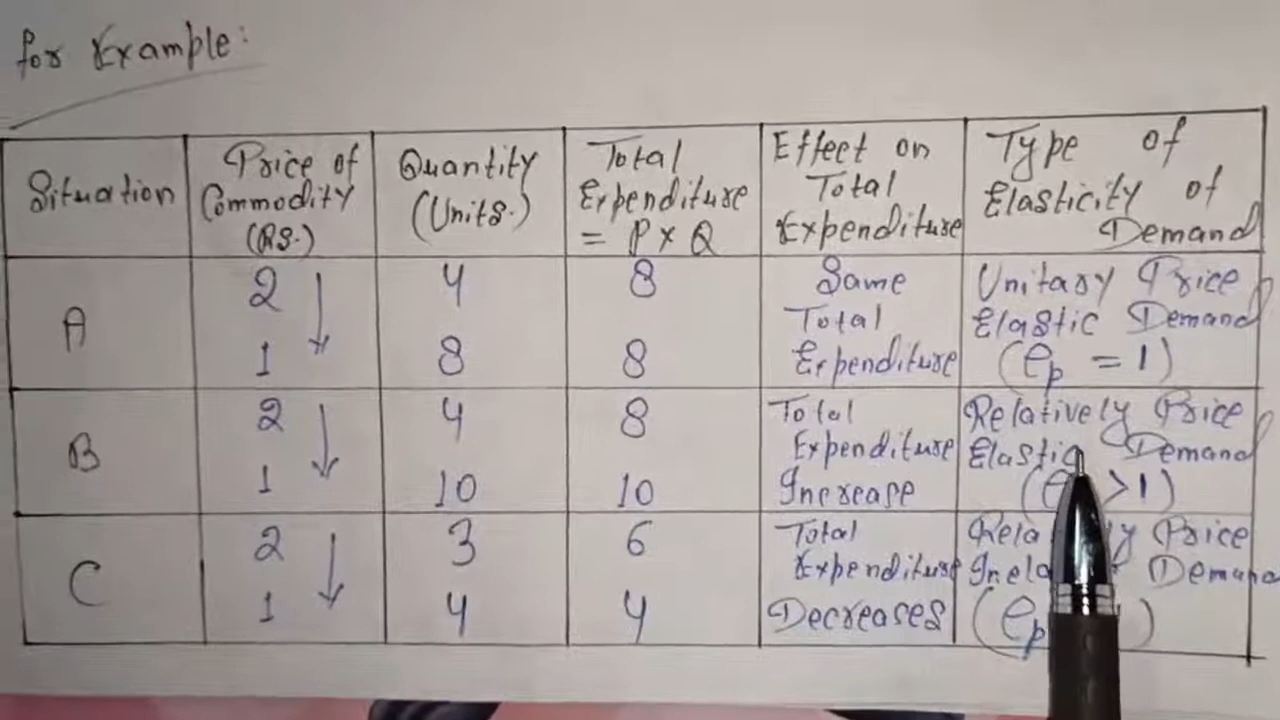 For Example:
Situation
Price of
Commodity
(RS.)
Quantity
(Units.)
Total
Expenditure
= P x Q
Effect on
Total
Expenditure
Type of
Elasticity of
Demand
A
2
1
4
8
8
8
Same
Total
Expenditure
Unitary Price
Elastic Demand
(ep = 1)
B
2
1
4
10
8
10
Total
Expenditure
Increase
Relatively Price
Elastic Demand
>1)
C
2
1
3
4
6
4
Total
Expenditure
Decreases
Price
Demand
(ep )